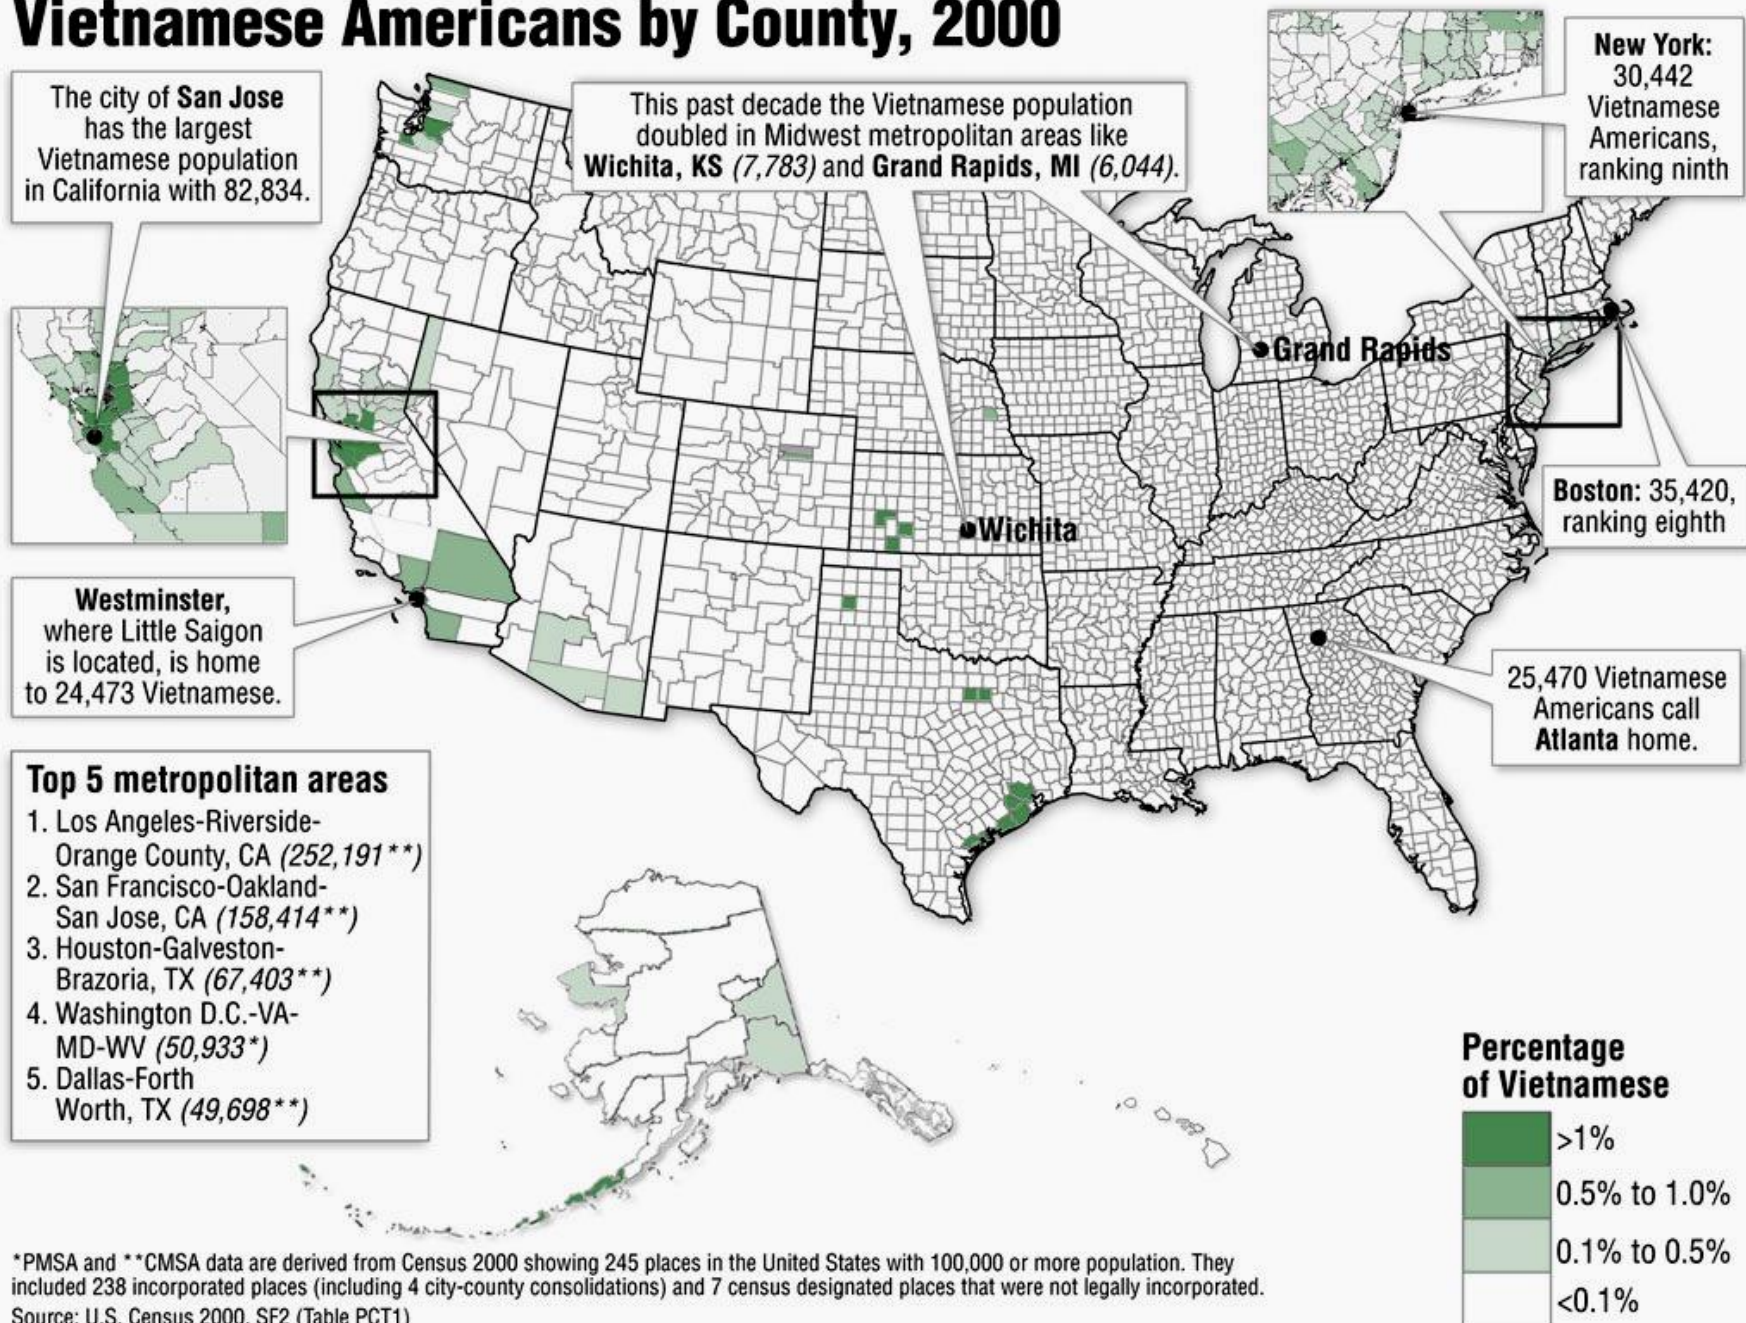 Vietnamese Americans by County, 2000
The city of San Jose
has the largest
Vietnamese population
in California with 82,834.
This past decade the Vietnamese population
doubled in Midwest metropolitan areas like
Wichita, KS (7,783) and Grand Rapids, MI (6,044).
New York:
30,442
Vietnamese
Americans,
ranking ninth
Grand Rapids
Wichita
Boston: 35,420,
ranking eighth
Westminster,
where Little Saigon
is located, is home
to 24,473 Vietnamese.
25,470 Vietnamese
Americans call
Atlanta home.
Top 5 metropolitan areas
1. Los Angeles-Riverside-
Orange County, CA (252,191**)
2. San Francisco-Oakland-
San Jose, CA (158,414**)
3. Houston-Galveston-
Brazoria, TX (67,403**)
4. Washington D.C.-VA-
MD-WV (50,933*)
5. Dallas-Forth
Worth, TX (49,698**)
Percentage
of Vietnamese
>1%
0.5% to 1.0%
0.1% to 0.5%
<0.1%
*PMSA and **CMSA data are derived from Census 2000 showing 245 places in the United States with 100,000 or more population. They
included 238 incorporated places (including 4 city-county consolidations) and 7 census designated places that were not legally incorporated.
Source: U.S. Census 2000, SF2 (Table PCT1)